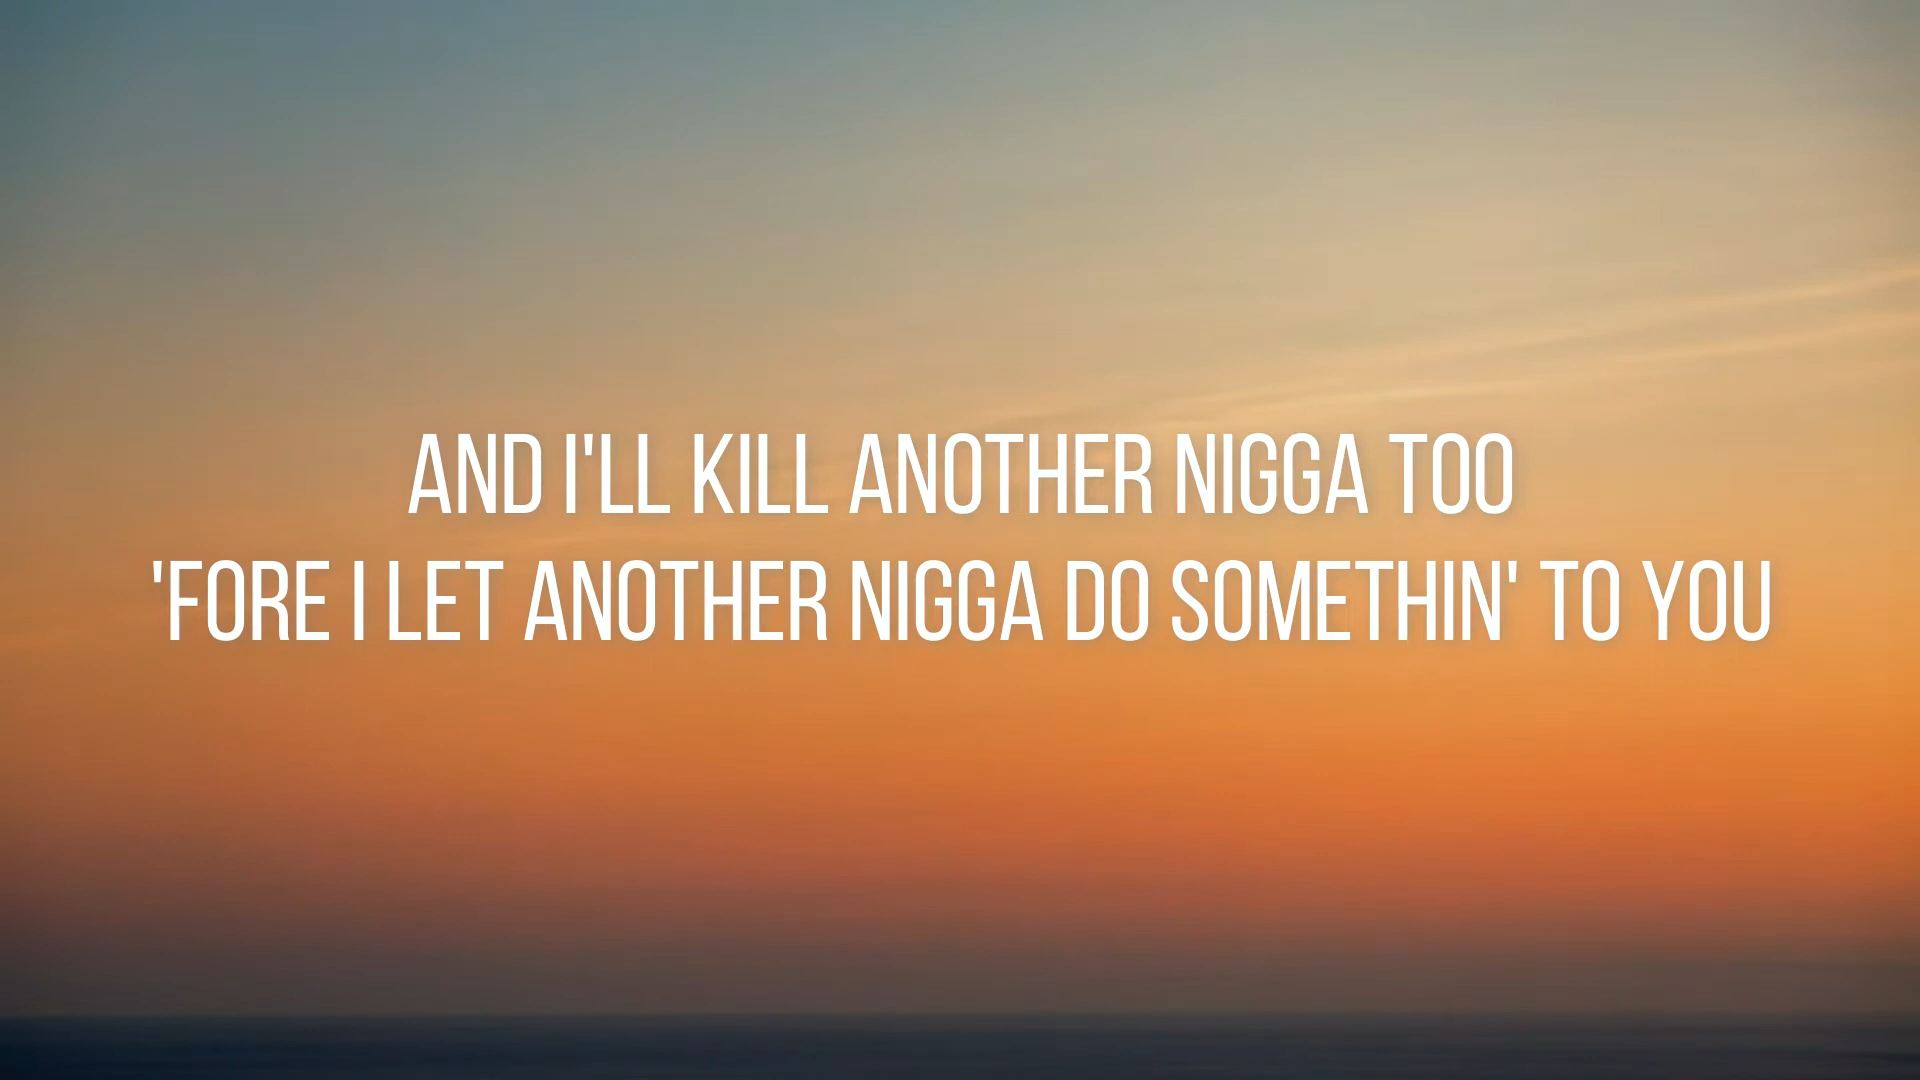 AND I'LL KILL ANOTHER NIGGA TOO
'FORE I LET ANOTHER NIGGA DO SOMETHIN' TO YOU